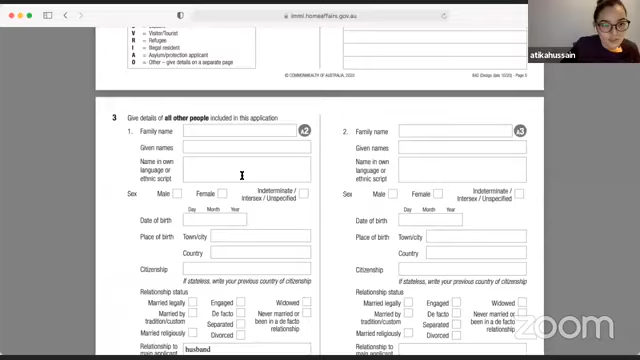 immi.homeaffairs.gov.au
V = Visitor/Tourist
R = Refugee
I = Illegal resident
A = Asylum/protection applicant
O = Other – give details on a separate page
© COMMONWEALTH OF AUSTRALIA, 2020
842 (Design date 10/20) - Page 5
atikahussain
3 Give details of all other people included in this application
1. Family name A2
Given names
Name in own language or ethnic script
Sex Male Female Indeterminate / Intersex / Unspecified
Day Month Year
Date of birth
Place of birth Town/city
Country
Citizenship
If stateless, write your previous country of citizenship
Relationship status
Married legally Engaged Widowed
Married by tradition/custom De facto Never married or been in a de facto relationship
Separated
Married religiously Divorced
Relationship to main applicant husband
2. Family name A3
Given names
Name in own language or ethnic script
Sex Male Female Indeterminate / Intersex / Unspecified
Day Month Year
Date of birth
Place of birth Town/city
Country
Citizenship
If stateless, write your previous country of citizenship
Relationship status
Married legally Engaged Widowed
Married by tradition/custom De facto Never married or been in a de facto relationship
Separated
Married religiously Divorced
Relationship to main applicant
zoom